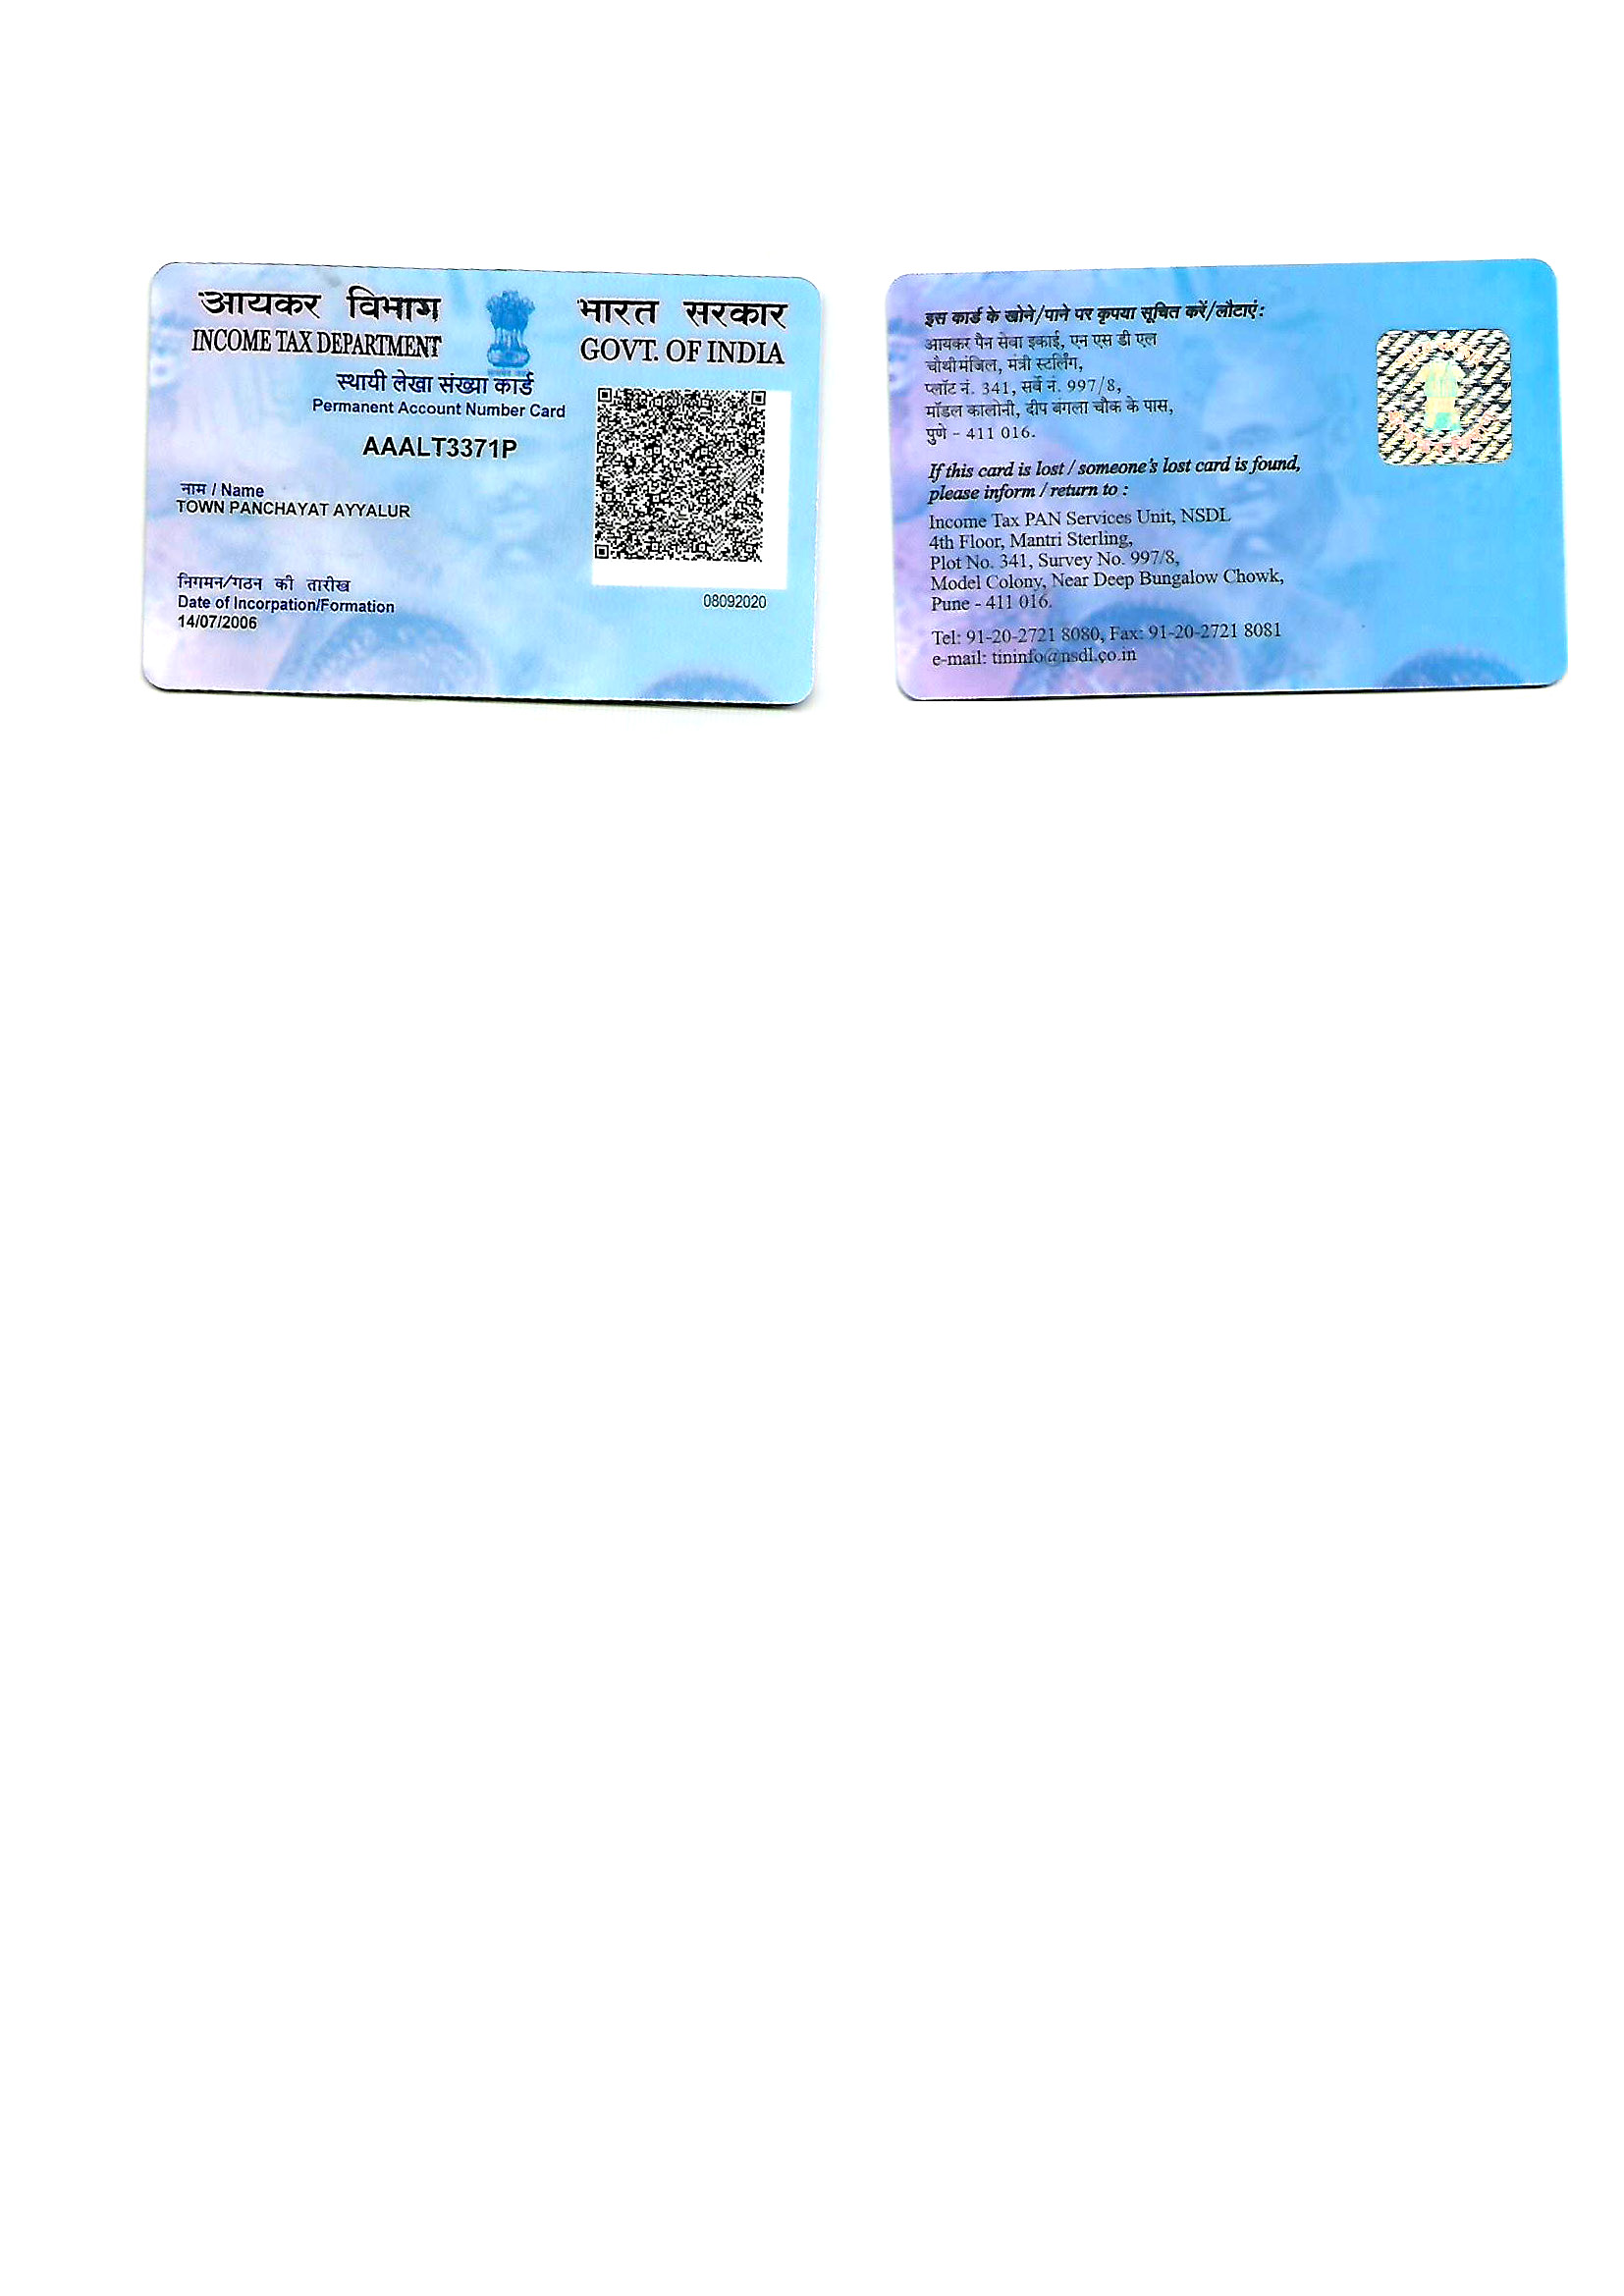 आयकर विभाग
INCOME TAX DEPARTMENT
भारत सरकार
GOVT. OF INDIA
स्थायी लेखा संख्या कार्ड
Permanent Account Number Card
AAALT3371P
नाम / Name
TOWN PANCHAYAT AYYALUR
निगमन/गठन की तारीख
Date of Incorpation/Formation
14/07/2006
08092020
इस कार्ड के खोने/पाने पर कृपया सूचित करें/लौटाएं:
आयकर पैन सेवा इकाई, एन एस डी एल
चौथी मंजिल, मंत्री स्टर्लिंग,
प्लॉट नं. 341, सर्वे नं. 997/8,
मॉडल कालोनी, दीप बंगला चौक के पास,
पुणे - 411 016.
If this card is lost / someone's lost card is found,
please inform / return to :
Income Tax PAN Services Unit, NSDL
4th Floor, Mantri Sterling,
Plot No. 341, Survey No. 997/8,
Model Colony, Near Deep Bungalow Chowk,
Pune - 411 016.
Tel: 91-20-2721 8080, Fax: 91-20-2721 8081
e-mail: tininfo@nsdl.co.in